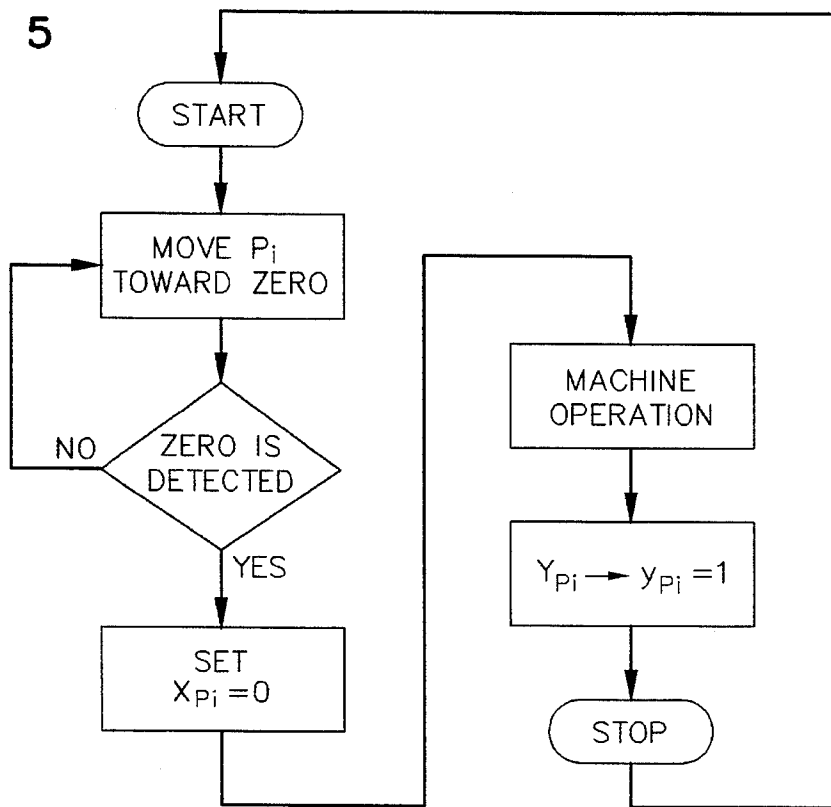 5
START
MOVE Pi
TOWARD ZERO
ZERO IS
DETECTED
NO
YES
SET
XPi=0
MACHINE
OPERATION
YPi → yPi=1
STOP